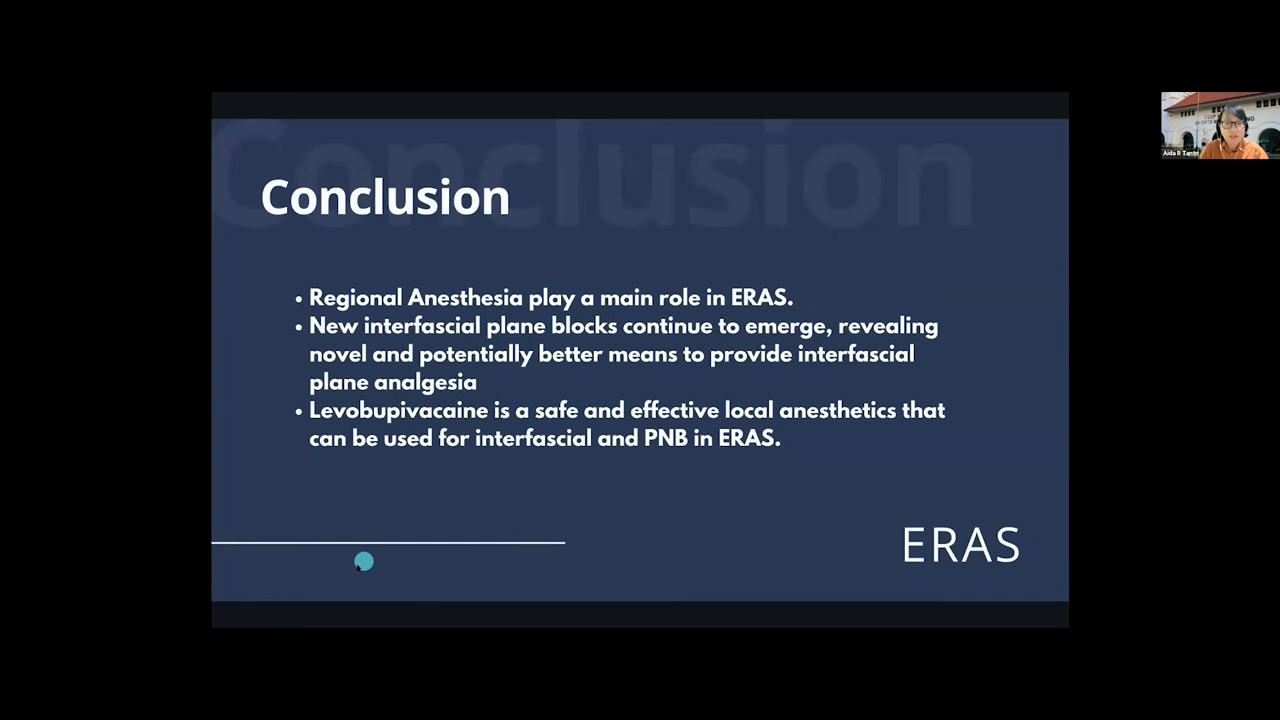 Conclusion
Conclusion
• Regional Anesthesia play a main role in ERAS.
• New interfascial plane blocks continue to emerge, revealing
novel and potentially better means to provide interfascial
plane analgesia
• Levobupivacaine is a safe and effective local anesthetics that
can be used for interfascial and PNB in ERAS.
ERAS
Aida R Tantri